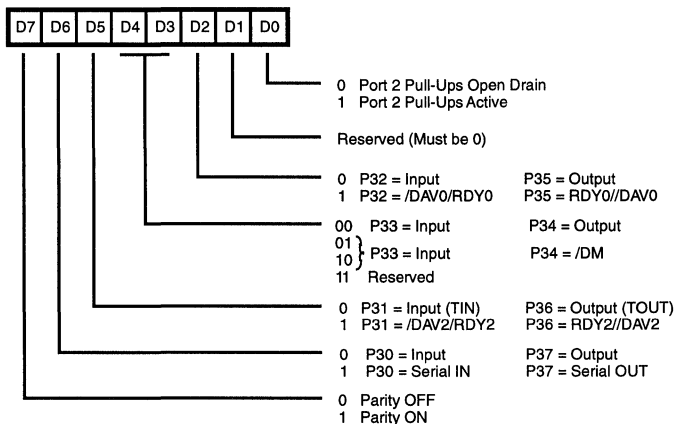 D7 D6 D5 D4 D3 D2 D1 D0
0 Port 2 Pull-Ups Open Drain
1 Port 2 Pull-Ups Active
Reserved (Must be 0)
0 P32 = Input P35 = Output
1 P32 = /DAV0/RDY0 P35 = RDY0//DAV0
00 P33 = Input P34 = Output
01
10 } P33 = Input P34 = /DM
11 Reserved
0 P31 = Input (TIN) P36 = Output (TOUT)
1 P31 = /DAV2/RDY2 P36 = RDY2//DAV2
0 P30 = Input P37 = Output
1 P30 = Serial IN P37 = Serial OUT
0 Parity OFF
1 Parity ON